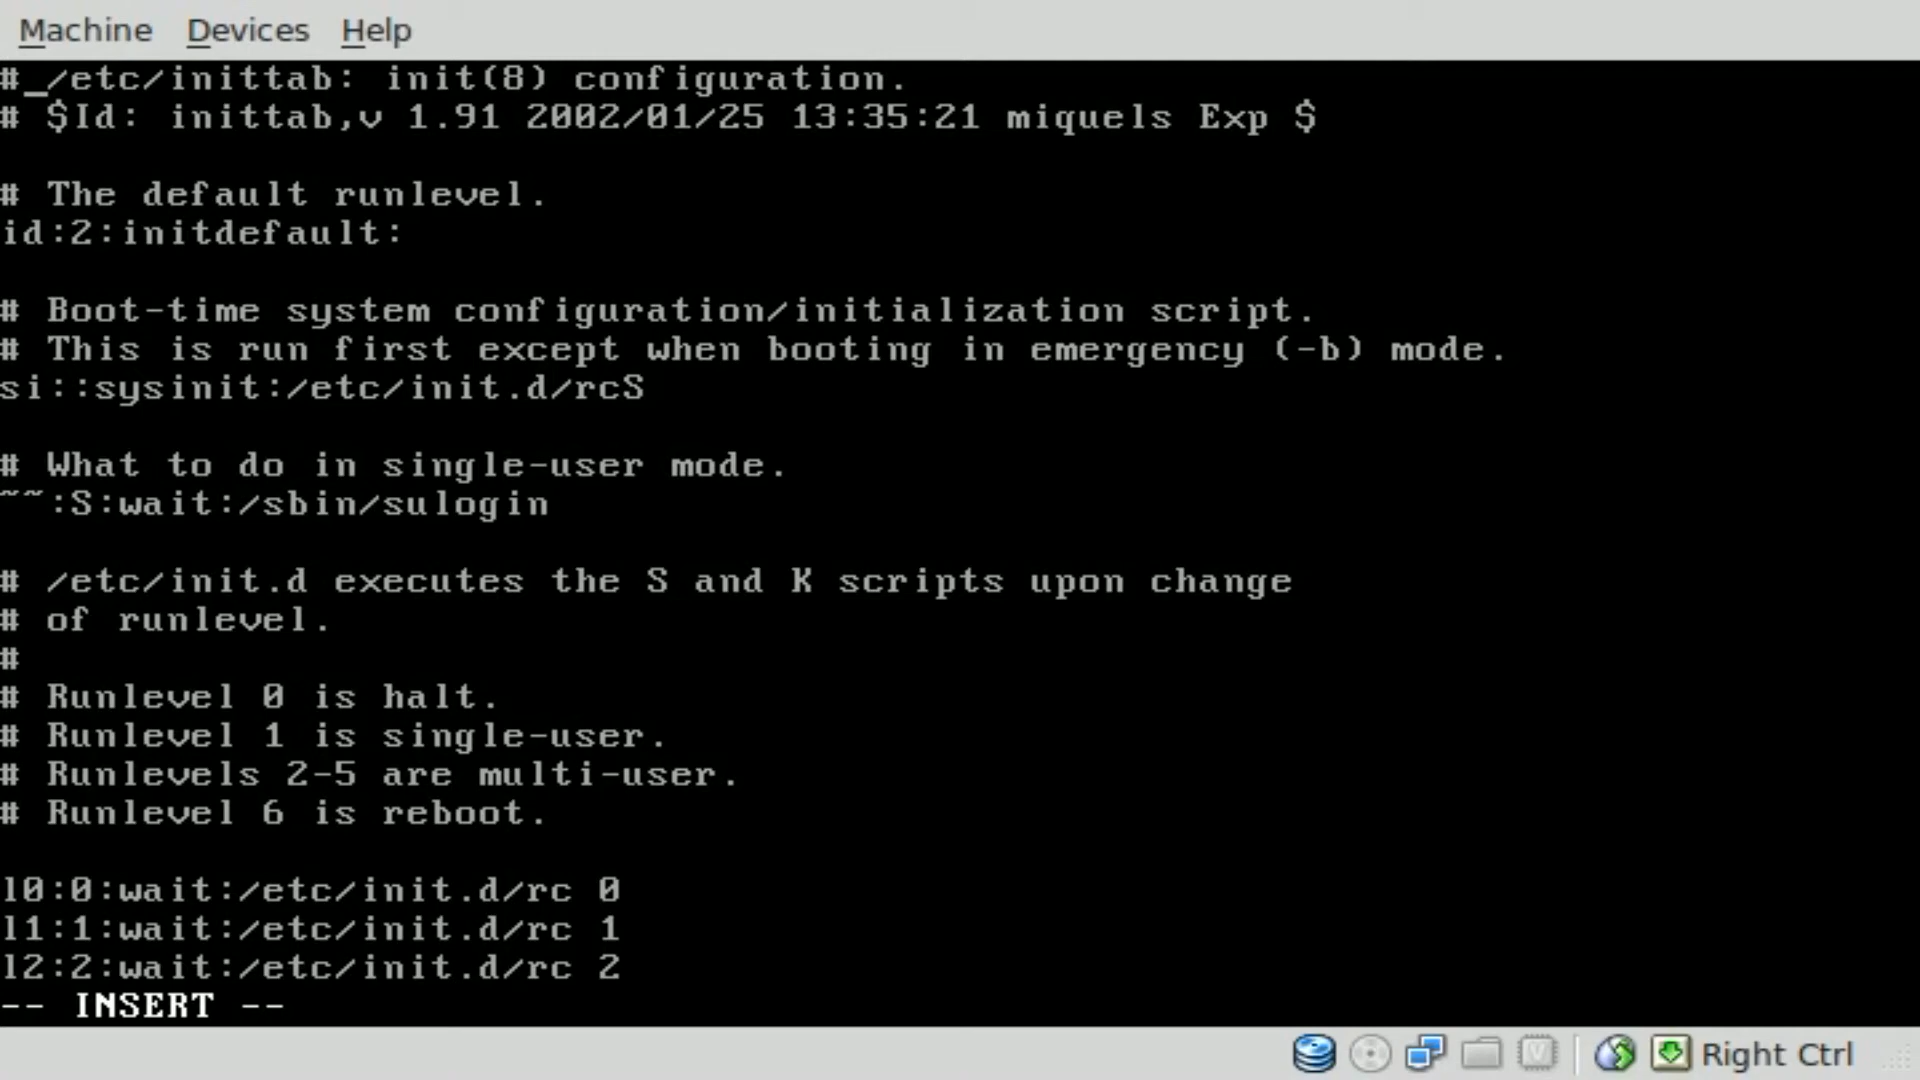 Machine Devices Help
# /etc/inittab: init(8) configuration.
# $Id: inittab,v 1.91 2002/01/25 13:35:21 miquels Exp $
# The default runlevel.
id:2:initdefault:
# Boot-time system configuration/initialization script.
# This is run first except when booting in emergency (-b) mode.
si::sysinit:/etc/init.d/rcS
# What to do in single-user mode.
~~:S:wait:/sbin/sulogin
# /etc/init.d executes the S and K scripts upon change
# of runlevel.
#
# Runlevel 0 is halt.
# Runlevel 1 is single-user.
# Runlevels 2-5 are multi-user.
# Runlevel 6 is reboot.
l0:0:wait:/etc/init.d/rc 0
l1:1:wait:/etc/init.d/rc 1
l2:2:wait:/etc/init.d/rc 2
-- INSERT --
Right Ctrl